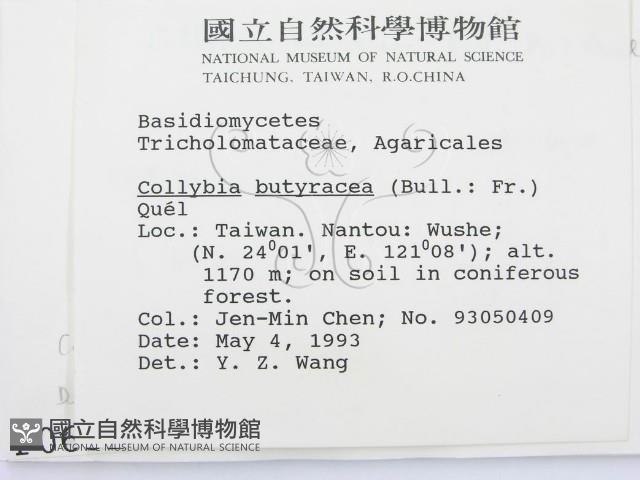 國立自然科學博物館
NATIONAL MUSEUM OF NATURAL SCIENCE
TAICHUNG, TAIWAN, R.O.CHINA
Basidiomycetes
Tricholomataceae, Agaricales
Collybia butyracea (Bull.: Fr.)
Quél
Loc.: Taiwan. Nantou: Wushe;
(N. 24⁰01', E. 121⁰08'); alt.
1170 m; on soil in coniferous
forest.
Col.: Jen-Min Chen; No. 93050409
Date: May 4, 1993
Det.: Y. Z. Wang
國立自然科學博物館
NATIONAL MUSEUM OF NATURAL SCIENCE